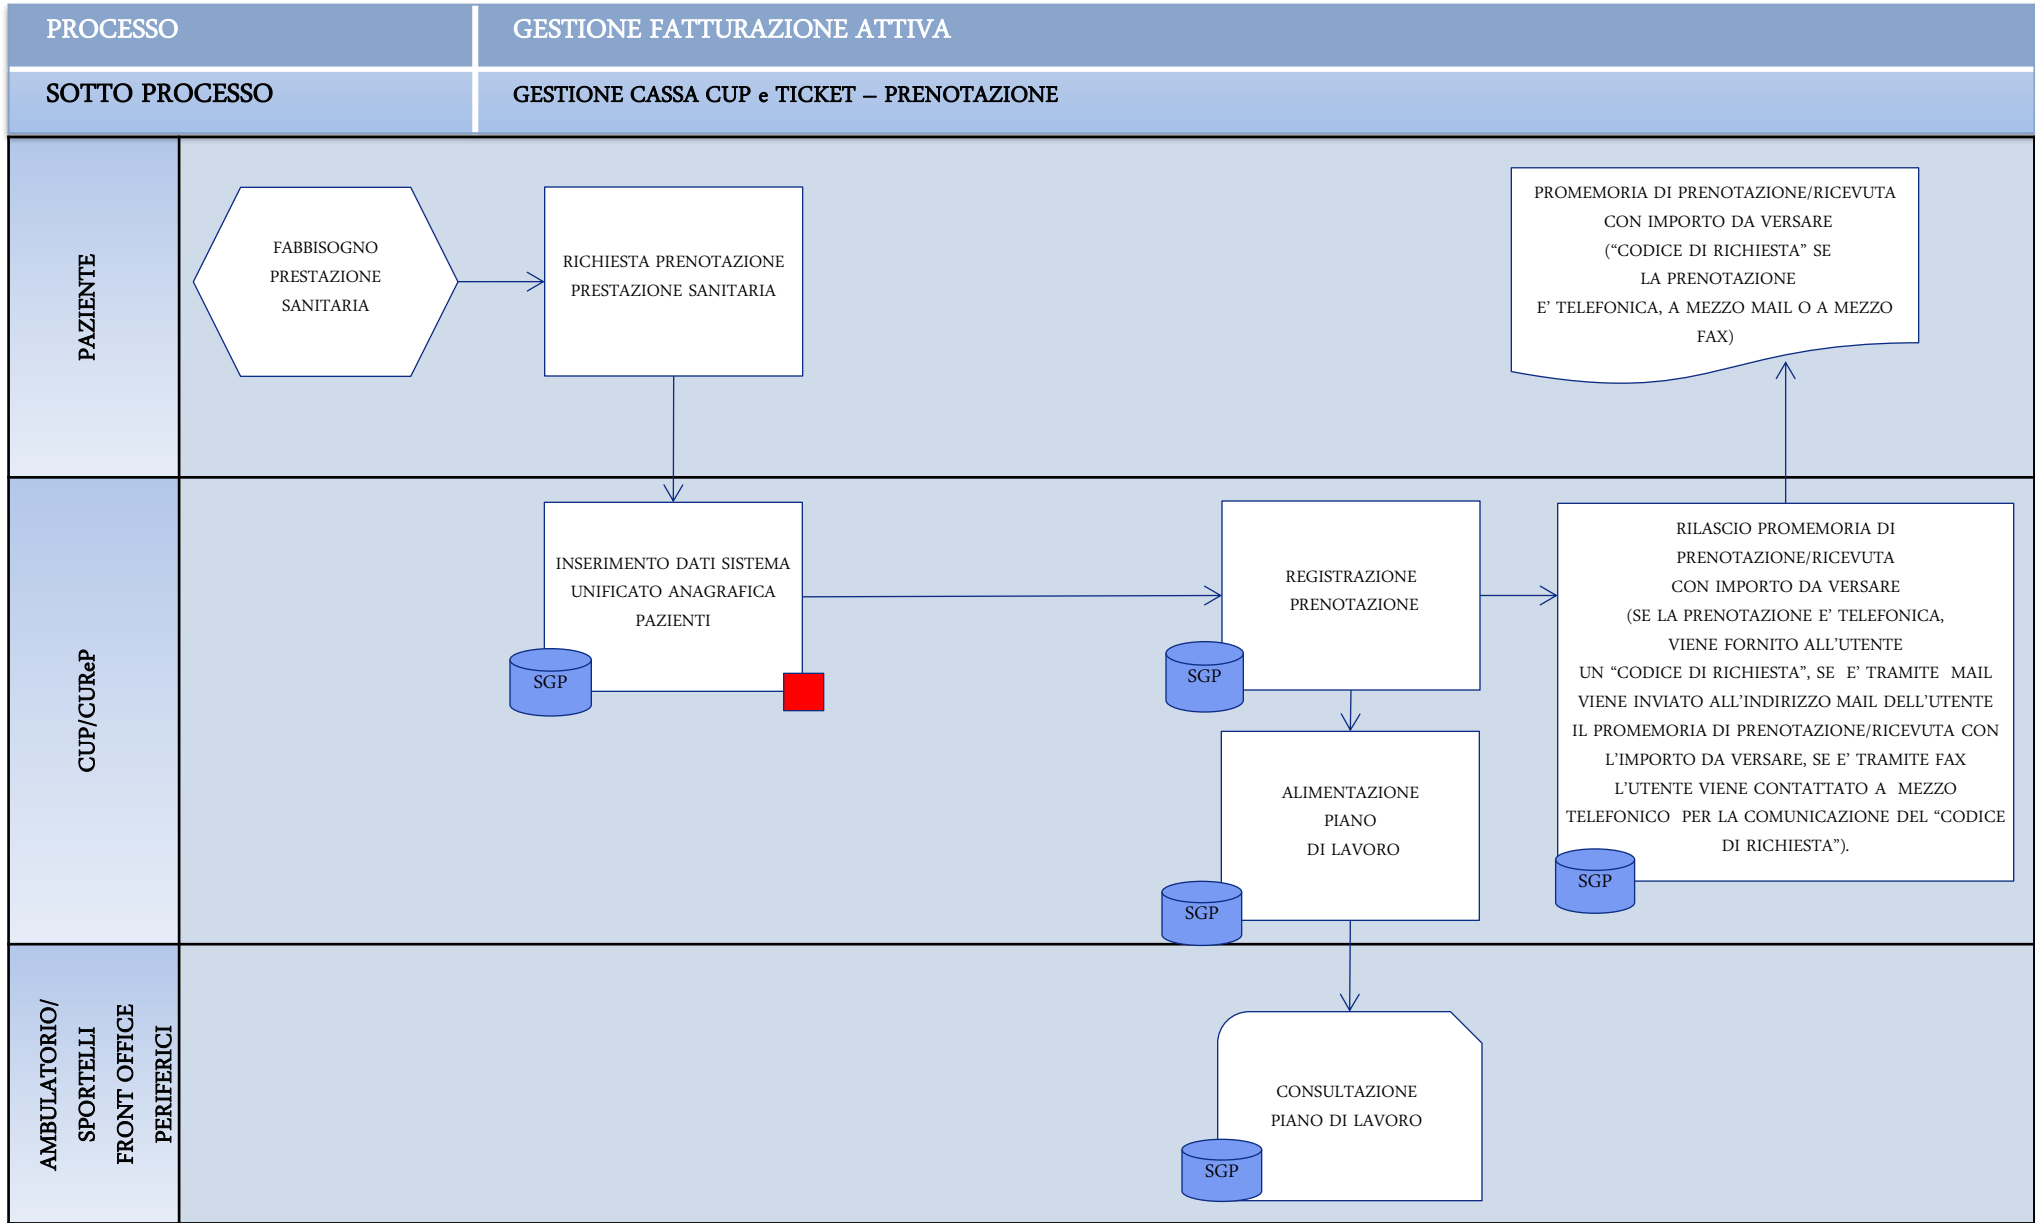 PROCESSO
GESTIONE FATTURAZIONE ATTIVA
SOTTO PROCESSO
GESTIONE CASSA CUP e TICKET – PRENOTAZIONE
PAZIENTE
FABBISOGNO
PRESTAZIONE
SANITARIA
RICHIESTA PRENOTAZIONE
PRESTAZIONE SANITARIA
PROMEMORIA DI PRENOTAZIONE/RICEVUTA
CON IMPORTO DA VERSARE
(“CODICE DI RICHIESTA” SE
LA PRENOTAZIONE
E’ TELEFONICA, A MEZZO MAIL O A MEZZO
FAX)
CUP/CUReP
INSERIMENTO DATI SISTEMA
UNIFICATO ANAGRAFICA
PAZIENTI
SGP
REGISTRAZIONE
PRENOTAZIONE
SGP
ALIMENTAZIONE
PIANO
DI LAVORO
SGP
RILASCIO PROMEMORIA DI
PRENOTAZIONE/RICEVUTA
CON IMPORTO DA VERSARE
(SE LA PRENOTAZIONE E’ TELEFONICA,
VIENE FORNITO ALL’UTENTE
UN “CODICE DI RICHIESTA”, SE E’ TRAMITE MAIL
VIENE INVIATO ALL’INDIRIZZO MAIL DELL’UTENTE
IL PROMEMORIA DI PRENOTAZIONE/RICEVUTA CON
L’IMPORTO DA VERSARE, SE E’ TRAMITE FAX
L’UTENTE VIENE CONTATTATO A MEZZO
TELEFONICO PER LA COMUNICAZIONE DEL “CODICE
DI RICHIESTA”).
SGP
AMBULATORIO/
SPORTELLI
FRONT OFFICE
PERIFERICI
CONSULTAZIONE
PIANO DI LAVORO
SGP